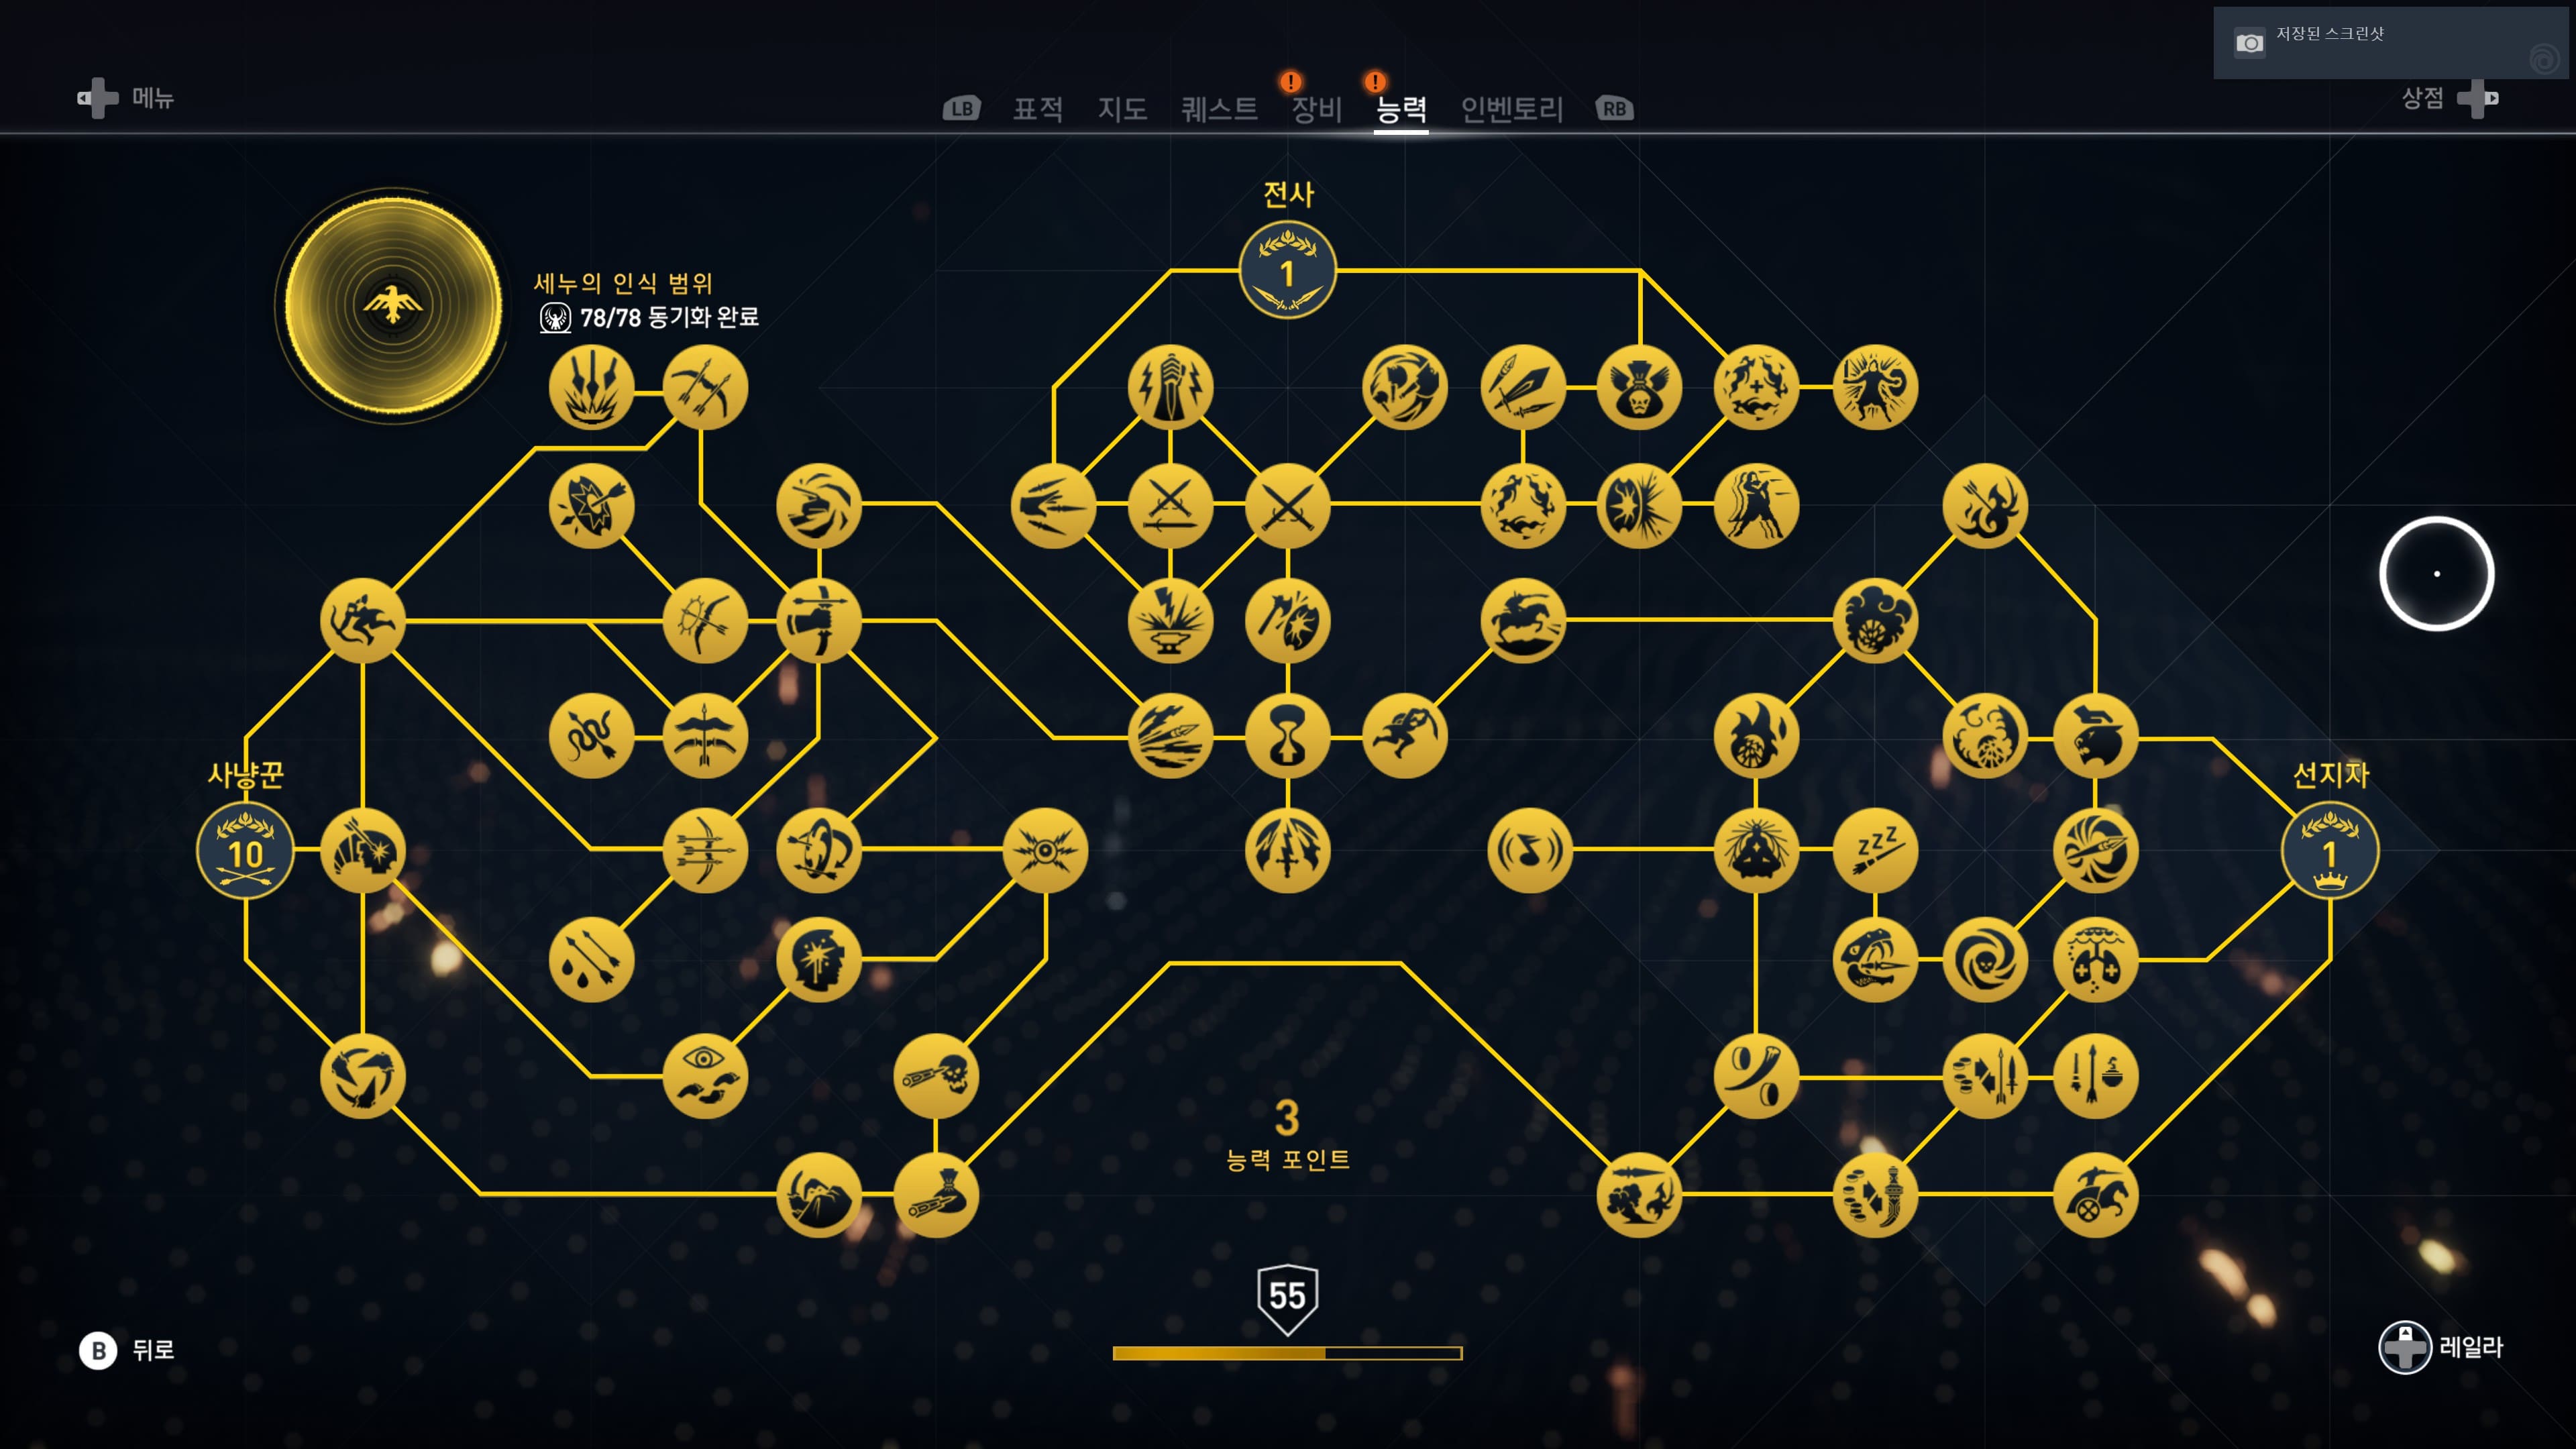 저장된 스크린샷
메뉴
LB 표적 지도 퀘스트 장비 능력 인벤토리 RB
상점
전사
1
세누의 인식 범위
78/78 동기화 완료
사냥꾼
10
선지자
1
zzz
3
능력 포인트
55
B 뒤로
레일라